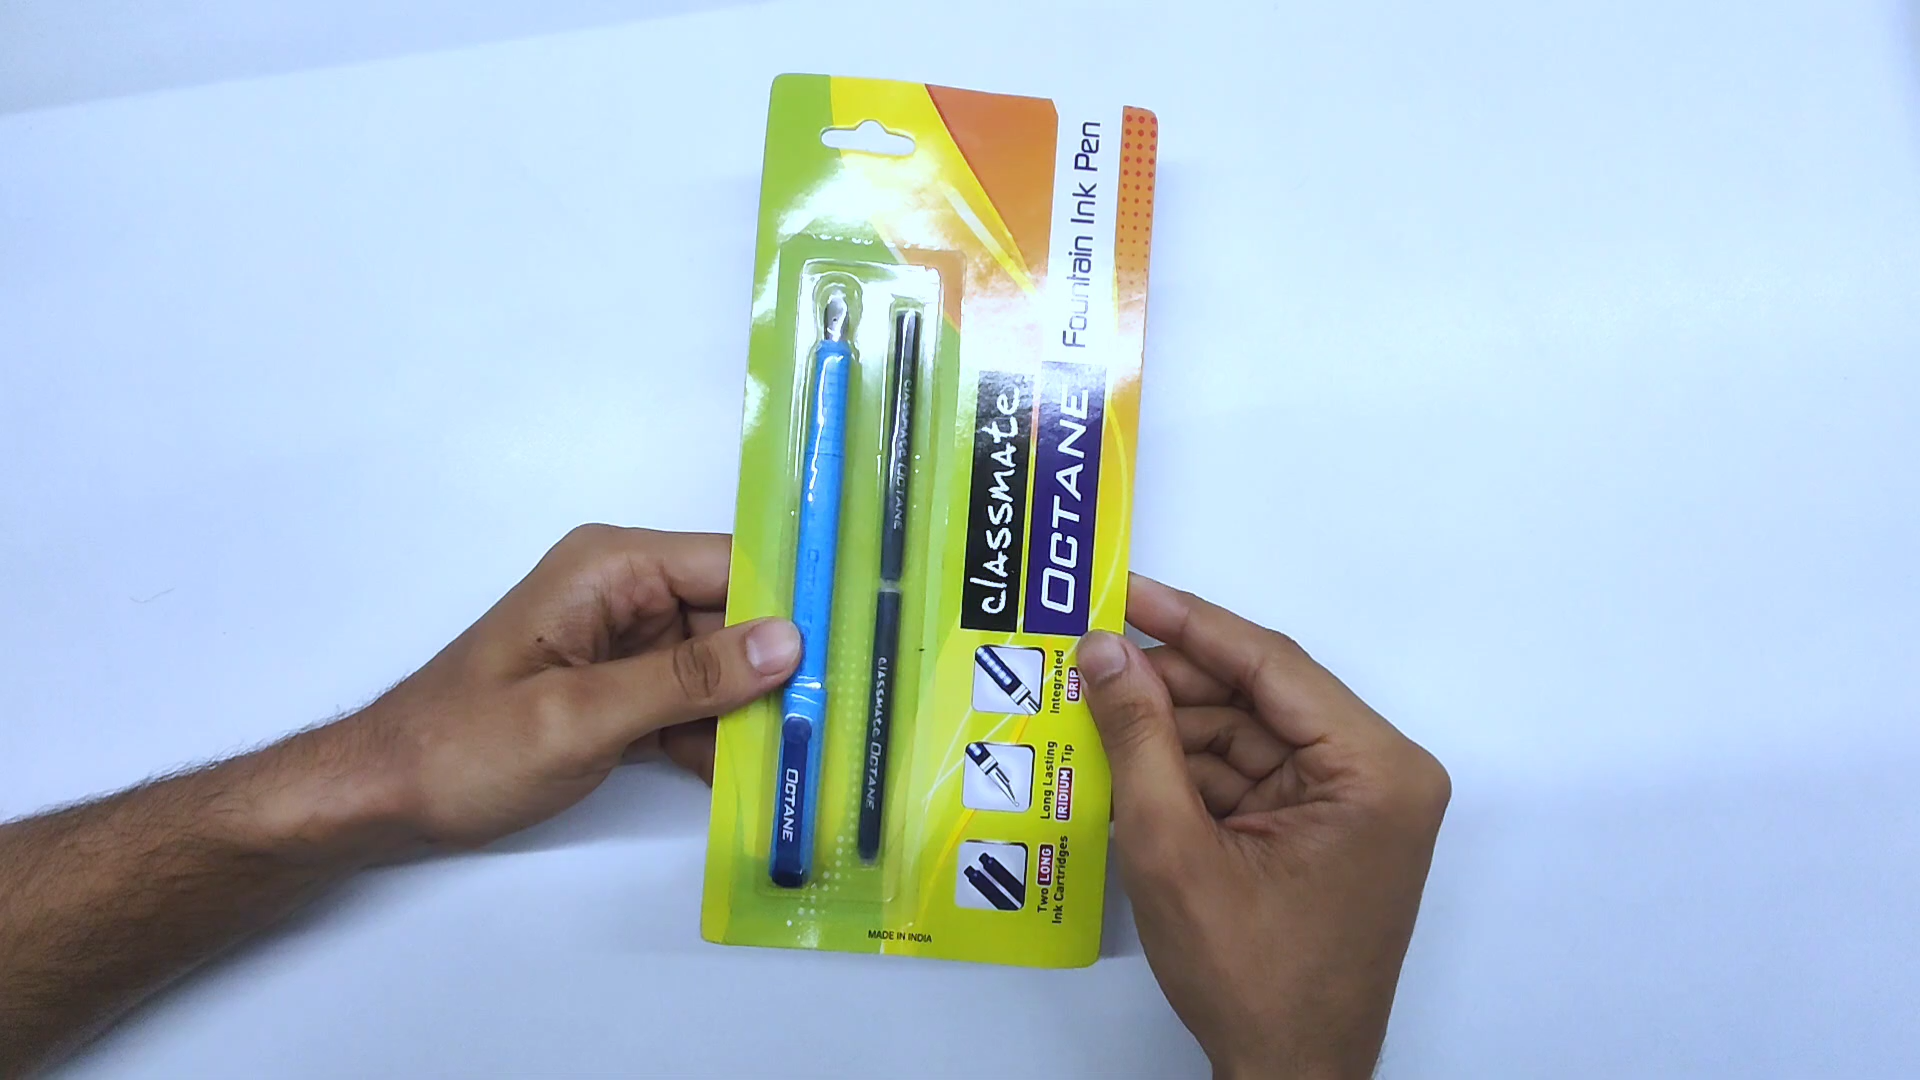 classmate
OCTANE Fountain Ink Pen
Integrated
GRIP
Long Lasting
IRIDIUM Tip
Two LONG
Ink Cartridges
MADE IN INDIA
OCTANE
OCTANE
classmate OCTANE
classmate OCTANE